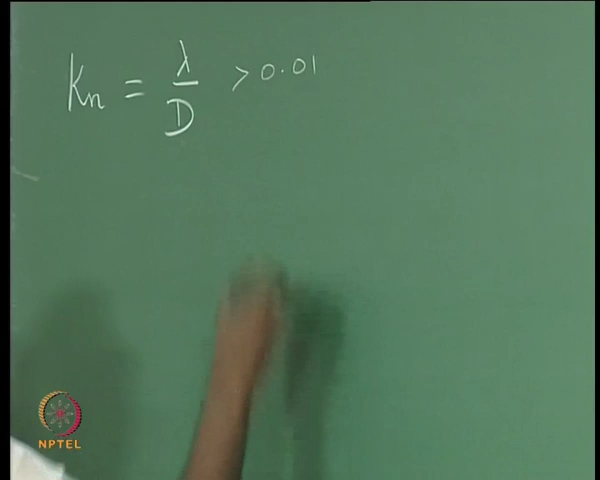 Kn = λ/D > 0.01
NPTEL